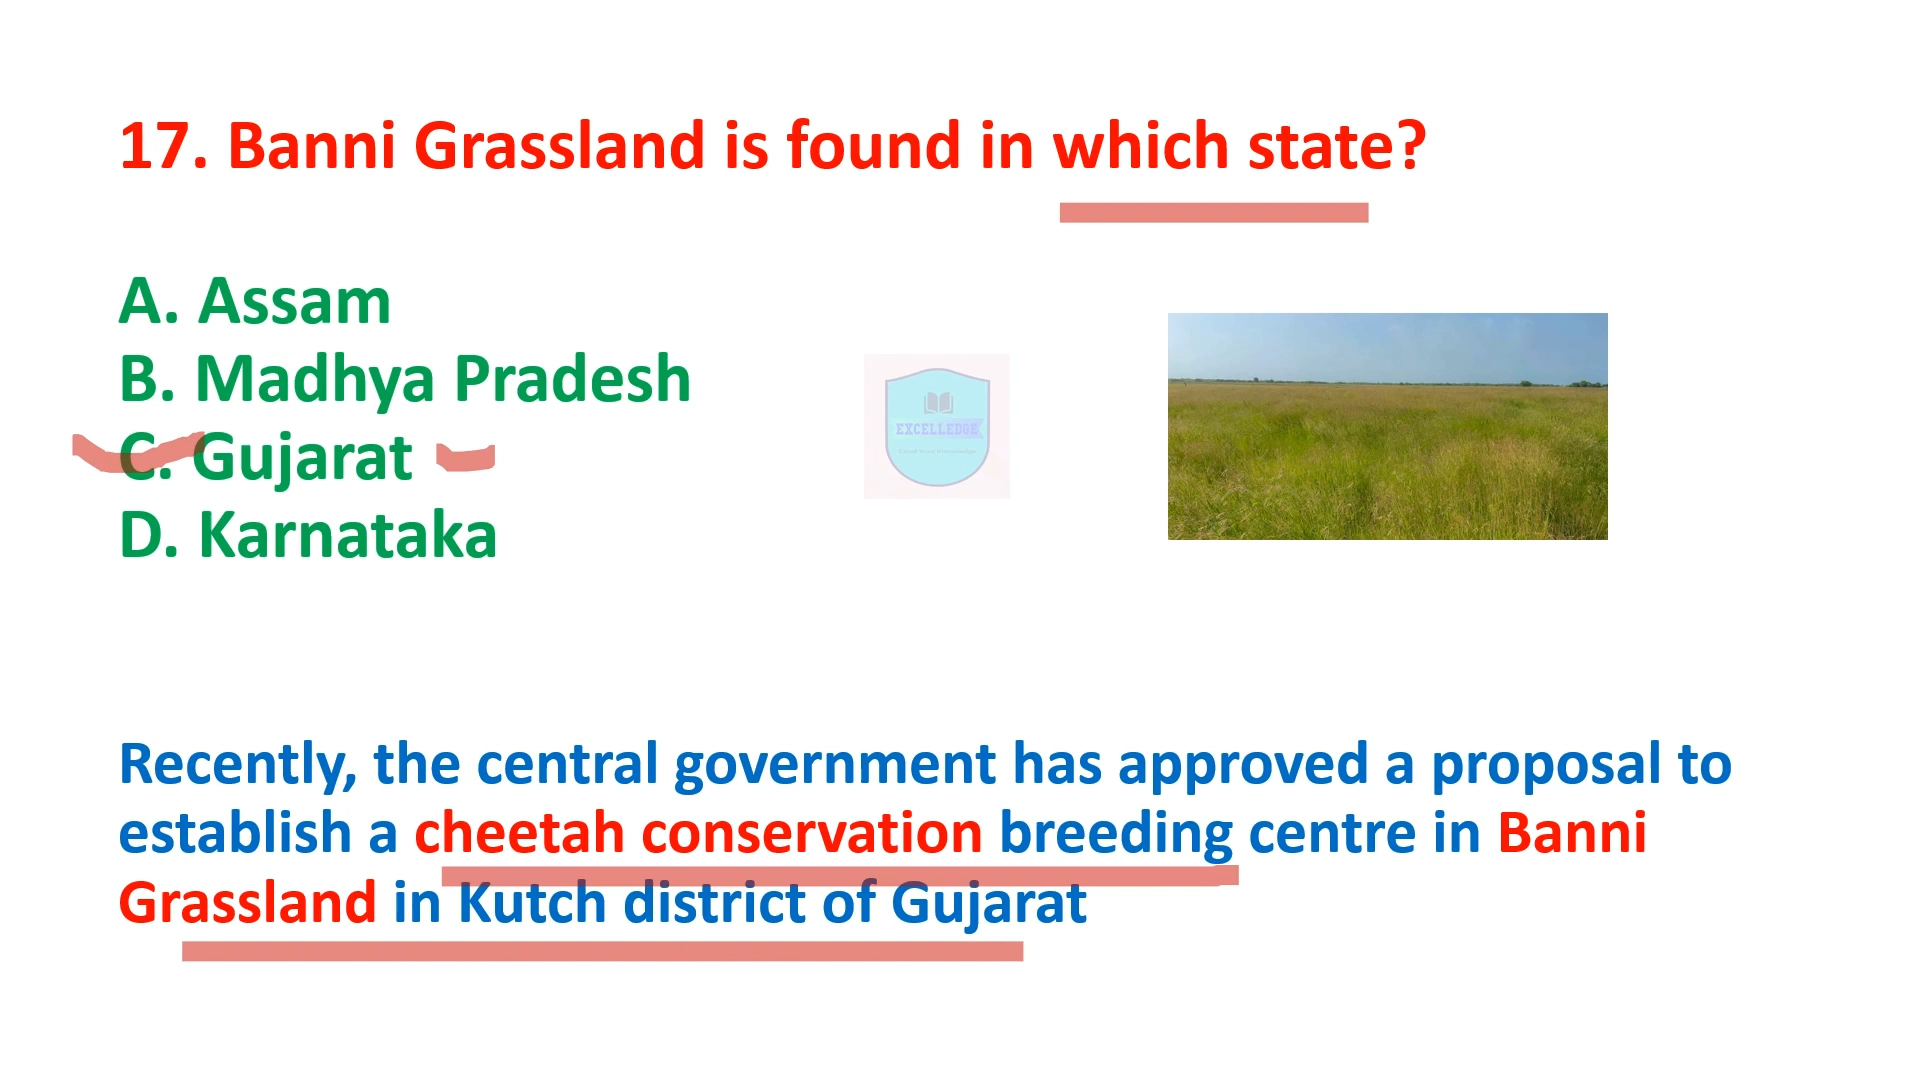 17. Banni Grassland is found in which state?
A. Assam
B. Madhya Pradesh
C. Gujarat
D. Karnataka
EXCELLEDGE
Recently, the central government has approved a proposal to
establish a cheetah conservation breeding centre in Banni
Grassland in Kutch district of Gujarat